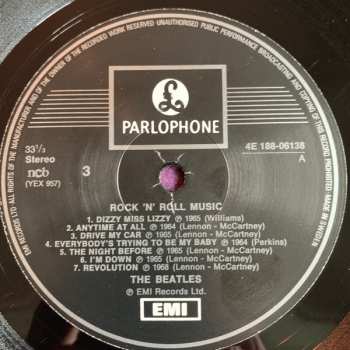 MANUFACTURER AND OF THE OWNER OF THE RECORDED WORK RESERVED. UNAUTHORISED PUBLIC PERFORMANCE BROADCASTING AND COPYING OF THIS RECORD PROHIBITED. MADE IN SWEDEN
EMI RECORDS LTD. ALL RIGHTS OF THE
£
PARLOPHONE
33 1/3
Stereo
4E 188-06138
A
ncb
(YEX 957)
3
ROCK 'N' ROLL MUSIC
1. DIZZY MISS LIZZY ℗ 1965 (Williams)
2. ANYTIME AT ALL ℗ 1964 (Lennon - McCartney)
3. DRIVE MY CAR ℗ 1965 (Lennon - McCartney)
4. EVERYBODY'S TRYING TO BE MY BABY ℗ 1964 (Perkins)
5. THE NIGHT BEFORE ℗ 1965 (Lennon - McCartney)
6. I'M DOWN ℗ 1965 (Lennon - McCartney)
7. REVOLUTION ℗ 1968 (Lennon - McCartney)
THE BEATLES
℗ EMI Records Ltd.
EMI